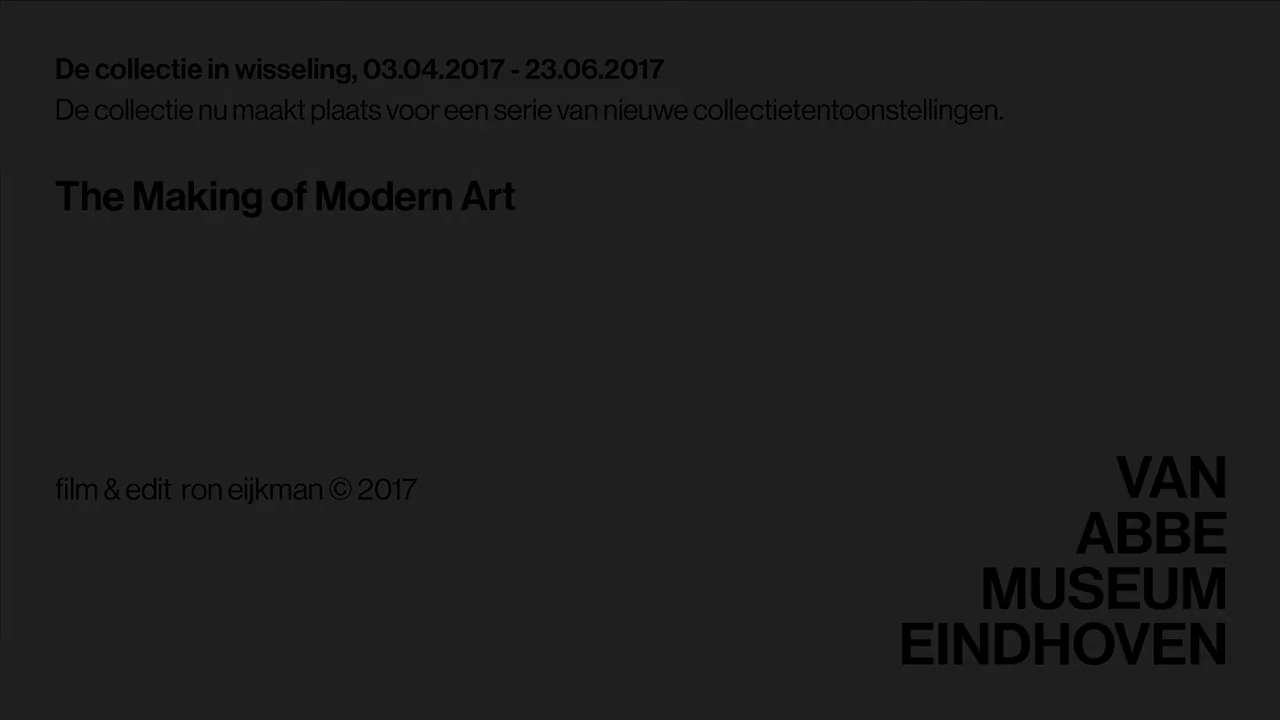 De collectie in wisseling, 03.04.2017 - 23.06.2017
De collectie nu maakt plaats voor een serie van nieuwe collectietentoonstellingen.
The Making of Modern Art
film & edit ron eijkman © 2017
VAN
ABBE
MUSEUM
EINDHOVEN